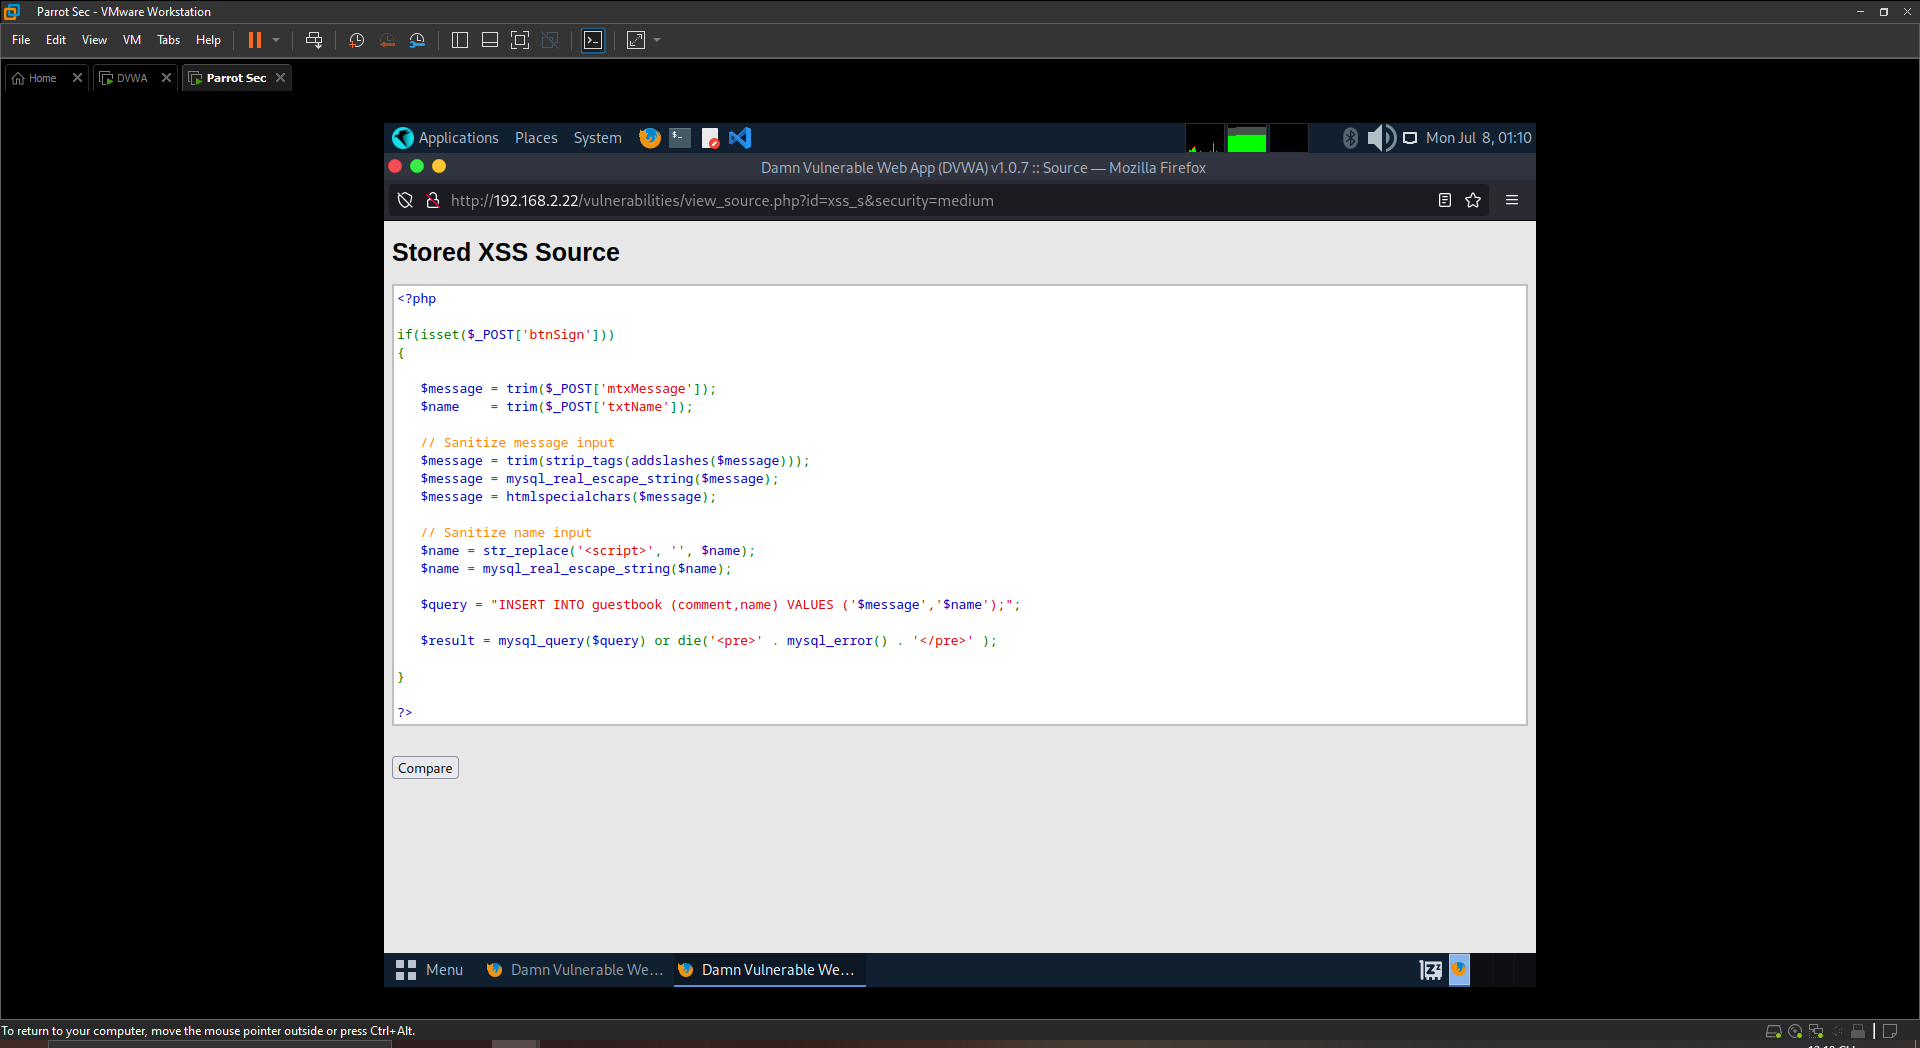 Parrot Sec - VMware Workstation
File Edit View VM Tabs Help
Home DVWA Parrot Sec
Applications Places System Mon Jul 8, 01:10
Damn Vulnerable Web App (DVWA) v1.0.7 :: Source — Mozilla Firefox
http://192.168.2.22/vulnerabilities/view_source.php?id=xss_s&security=medium
Stored XSS Source
<?php
if(isset($_POST['btnSign']))
{
$message = trim($_POST['mtxMessage']);
$name    = trim($_POST['txtName']);
// Sanitize message input
$message = trim(strip_tags(addslashes($message)));
$message = mysql_real_escape_string($message);
$message = htmlspecialchars($message);
// Sanitize name input
$name = str_replace('<script>', '', $name);
$name = mysql_real_escape_string($name);
$query = "INSERT INTO guestbook (comment,name) VALUES ('$message','$name');";
$result = mysql_query($query) or die('<pre>' . mysql_error() . '</pre>' );
}
?>
Compare
Menu Damn Vulnerable We... Damn Vulnerable We...
To return to your computer, move the mouse pointer outside or press Ctrl+Alt.